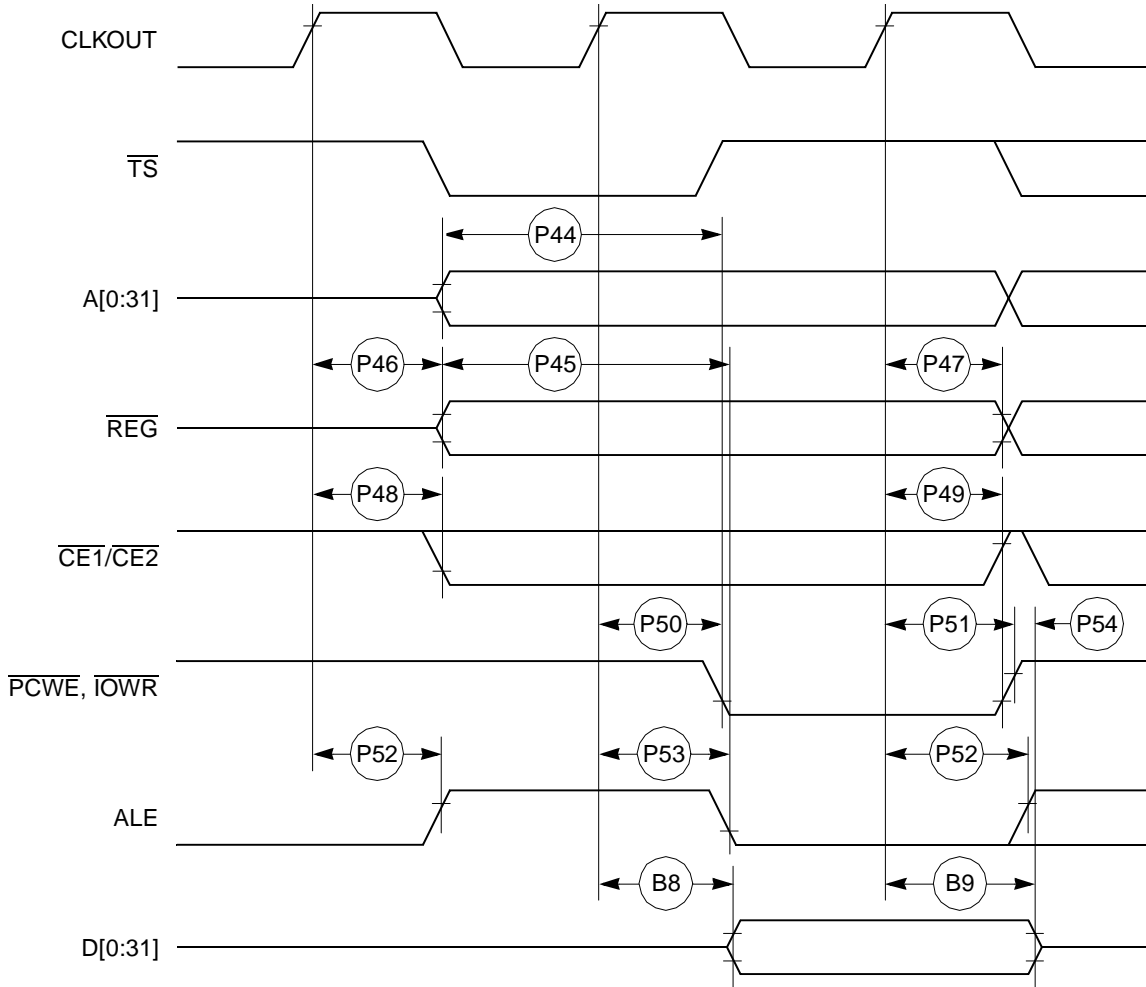 CLKOUT
TS
P44
A[0:31]
P46 P45 P47
REG
P48 P49
CE1/CE2
P50 P51 P54
PCWE, IOWR
P52 P53 P52
ALE
B8 B9
D[0:31]